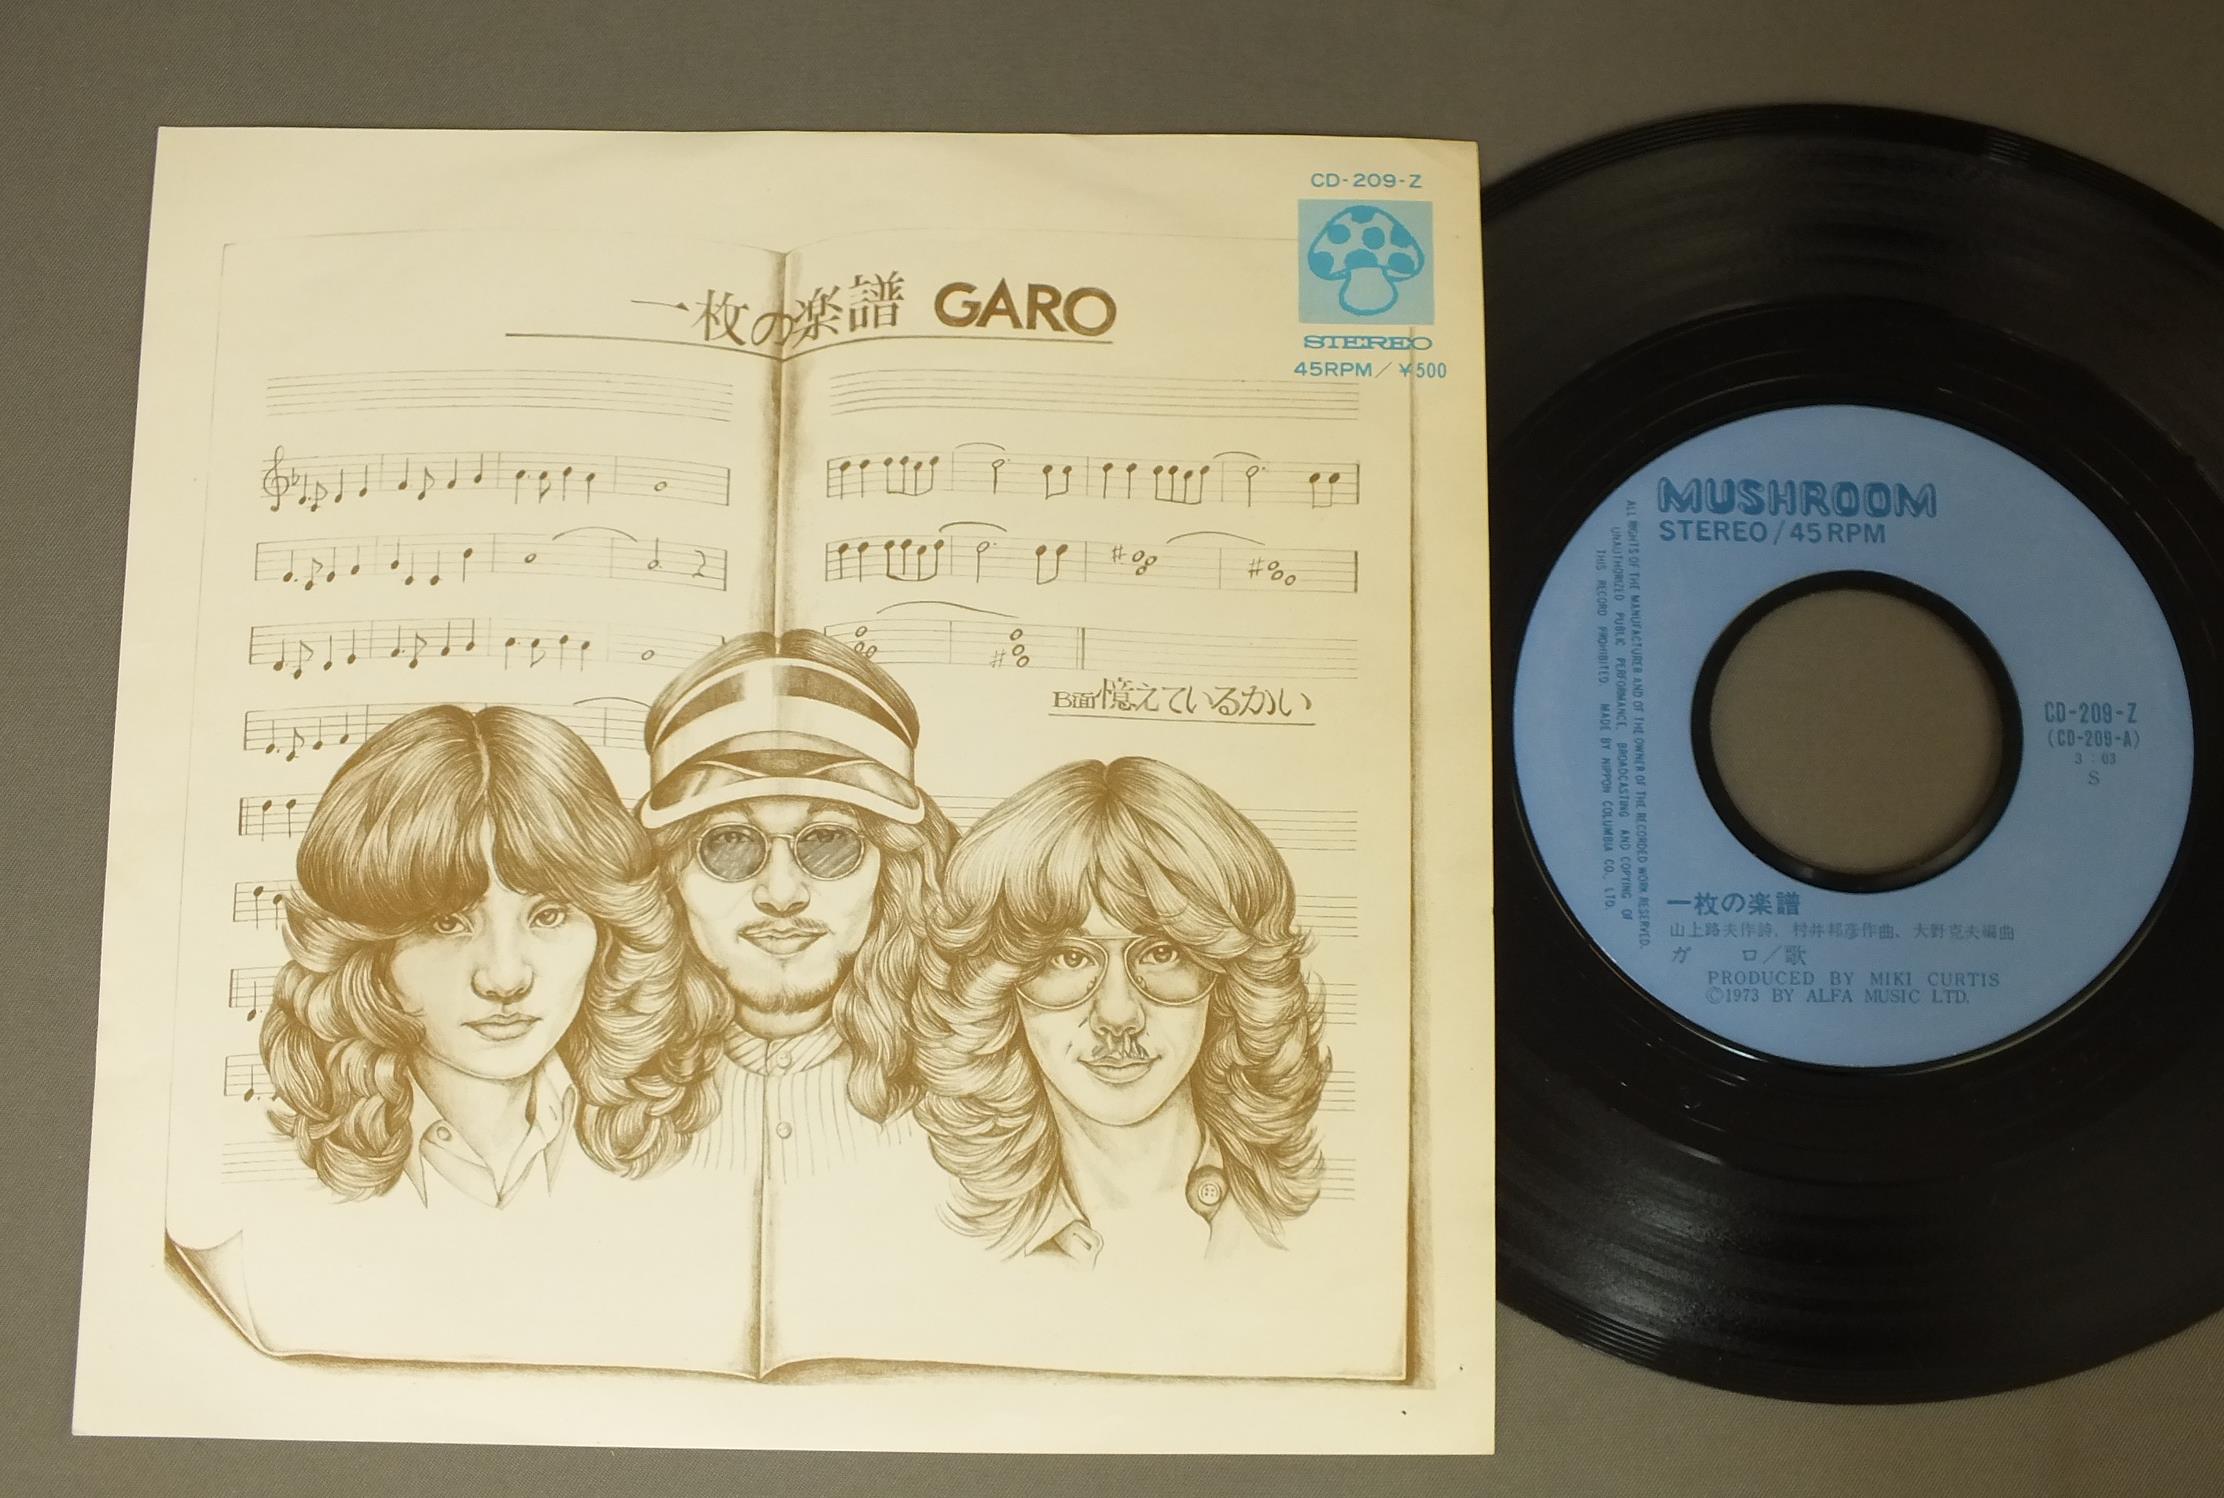 CD-209-Z
STEREO
45RPM/¥500
一枚の楽譜 GARO
B面憶えているかい
MUSHROOM
STEREO/45RPM
ALL RIGHTS OF THE MANUFACTURER AND OF THE OWNER OF THE RECORDED WORK RESERVED.
UNAUTHORIZED PUBLIC PERFORMANCE, BROADCASTING AND COPYING OF
THIS RECORD PROHIBITED. MADE BY NIPPON COLUMBIA CO., LTD.
CD-209-Z
(CD-209-A)
3:03
S
一枚の楽譜
山上路夫作詩、村井邦彦作曲、大野克夫編曲
ガロ/歌
PRODUCED BY MIKI CURTIS
©1973 BY ALFA MUSIC LTD.